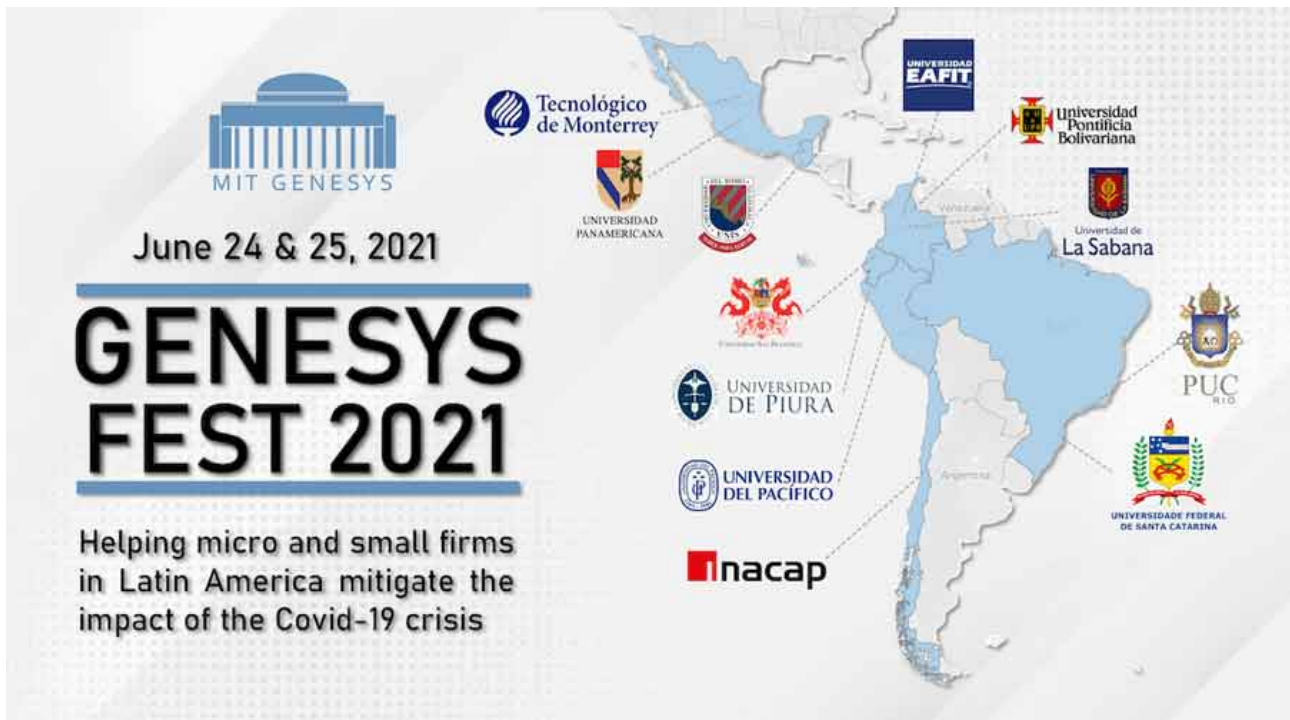 MIT GENESYS
June 24 & 25, 2021
GENESYS
FEST 2021
Helping micro and small firms
in Latin America mitigate the
impact of the Covid-19 crisis
Tecnológico
de Monterrey
UNIVERSIDAD
PANAMERICANA
UNIS
UNIVERSIDAD
EAFIT
Universidad
Pontificia
Bolivariana
Universidad de
La Sabana
Venezuela
UNIVERSIDAD
DE PIURA
UNIVERSIDAD
DEL PACÍFICO
inacap
Argentina
PUC
RIO
UNIVERSIDADE FEDERAL
DE SANTA CATARINA